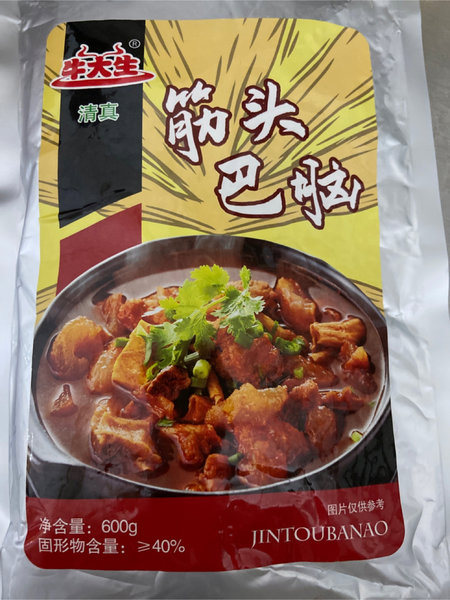 牛大生®
清真
筋头
巴脑
图片仅供参考
净含量：600g
固形物含量：≥40%
JINTOUBANAO